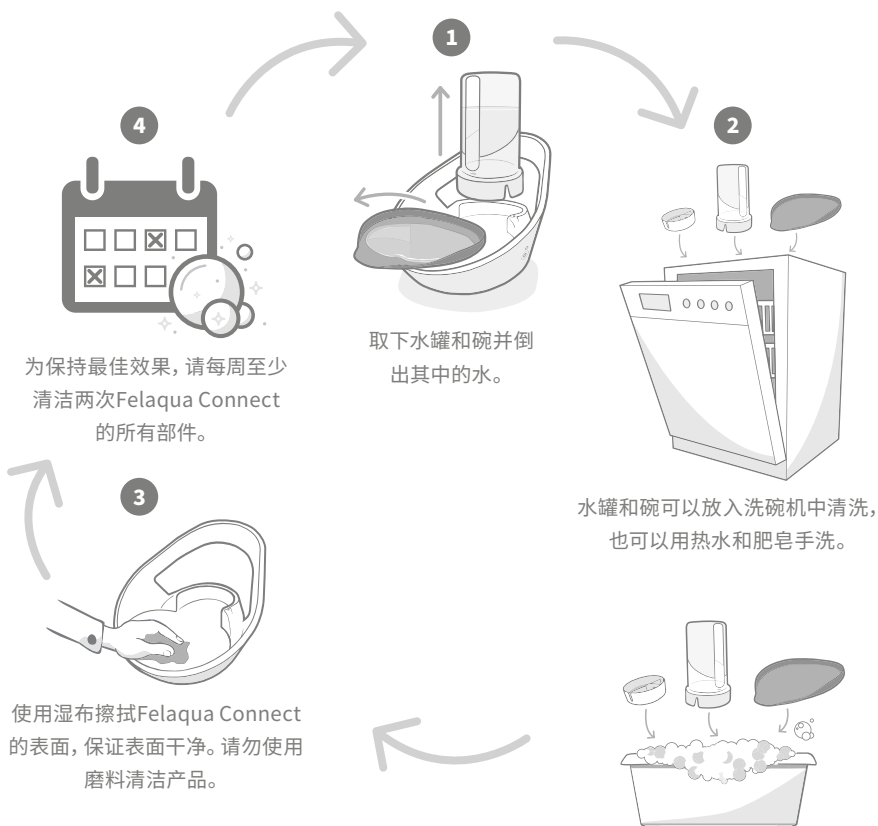 1
取下水罐和碗并倒
出其中的水。
2
水罐和碗可以放入洗碗机中清洗，
也可以用热水和肥皂手洗。
3
使用湿布擦拭Felaqua Connect
的表面，保证表面干净。请勿使用
磨料清洁产品。
4
为保持最佳效果，请每周至少
清洁两次Felaqua Connect
的所有部件。